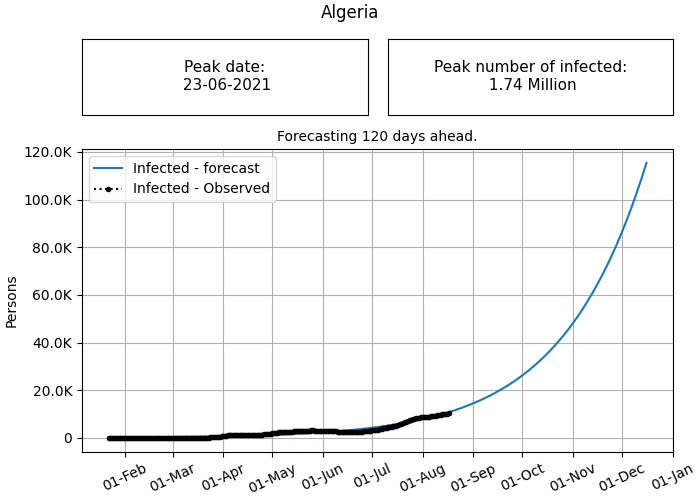 Algeria
Peak date:
23-06-2021
Peak number of infected:
1.74 Million
Forecasting 120 days ahead.
Infected - forecast
Infected - Observed
Persons
120.0K
100.0K
80.0K
60.0K
40.0K
20.0K
0
01-Feb
01-Mar
01-Apr
01-May
01-Jun
01-Jul
01-Aug
01-Sep
01-Oct
01-Nov
01-Dec
01-Jan